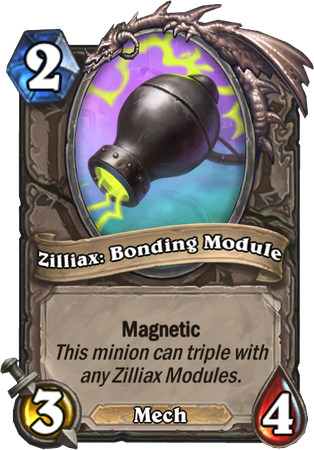 2
Zilliax: Bonding Module
Magnetic
This minion can triple with
any Zilliax Modules.
3
Mech
4